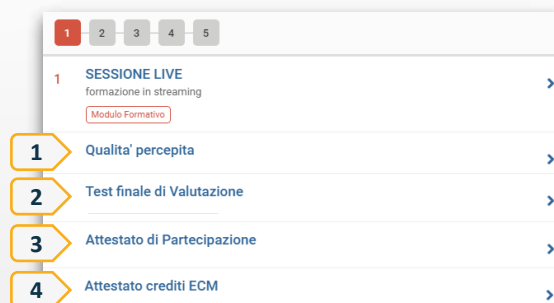 1 2 3 4 5
1 SESSIONE LIVE
formazione in streaming
Modulo Formativo
1 Qualita' percepita
2 Test finale di Valutazione
3 Attestato di Partecipazione
4 Attestato crediti ECM